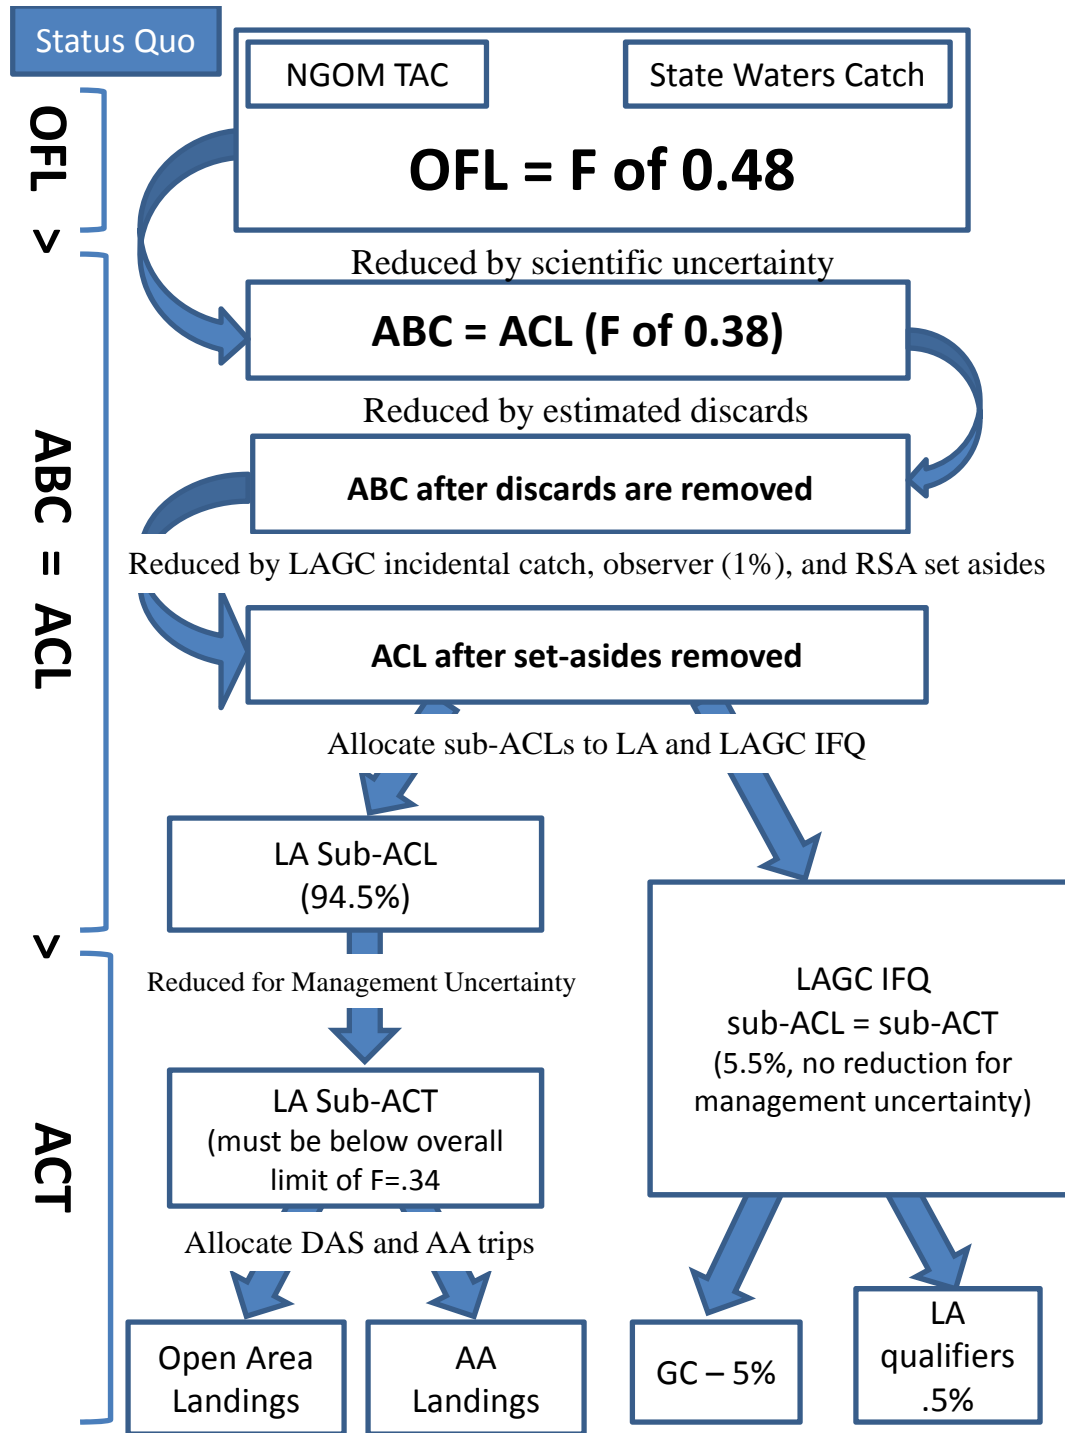 Status Quo
NGOM TAC
State Waters Catch
OFL = F of 0.48
OFL
>
Reduced by scientific uncertainty
ABC = ACL (F of 0.38)
Reduced by estimated discards
ABC after discards are removed
Reduced by LAGC incidental catch, observer (1%), and RSA set asides
ABC = ACL
ACL after set-asides removed
Allocate sub-ACLs to LA and LAGC IFQ
LA Sub-ACL
(94.5%)
>
Reduced for Management Uncertainty
LAGC IFQ
sub-ACL = sub-ACT
(5.5%, no reduction for
management uncertainty)
LA Sub-ACT
(must be below overall
limit of F=.34
ACT
Allocate DAS and AA trips
Open Area
Landings
AA
Landings
GC – 5%
LA
qualifiers
.5%